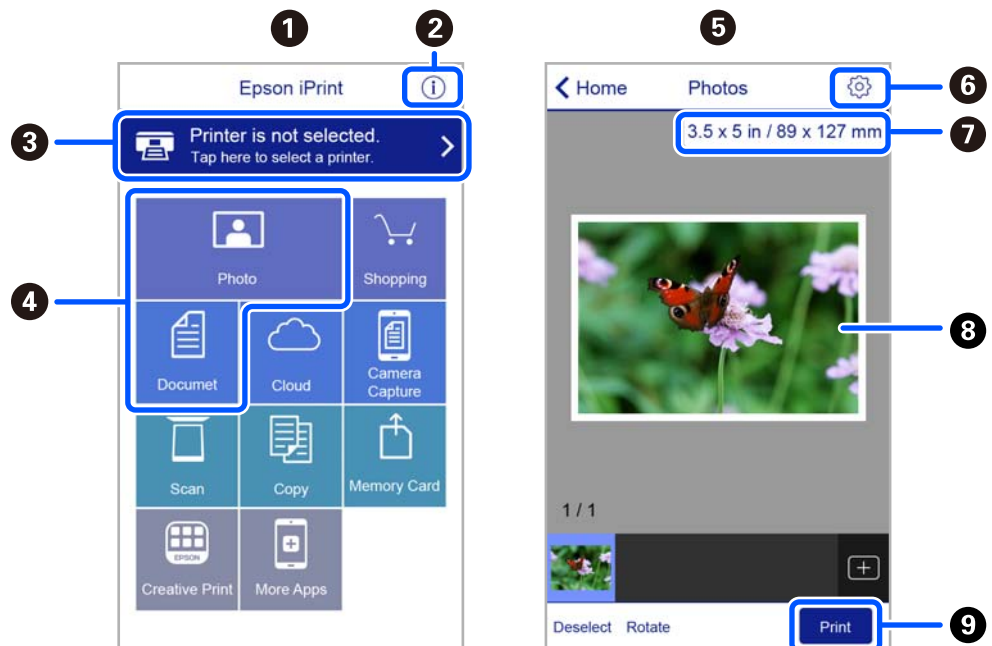 1
5
2
Epson iPrint
i
Home
Photos
6
3
Printer is not selected.
Tap here to select a printer.
3.5 x 5 in / 89 x 127 mm
7
Photo
Shopping
4
8
Documet
Cloud
Camera
Capture
Scan
Copy
Memory Card
1 / 1
EPSON
Creative Print
More Apps
Deselect
Rotate
Print
9